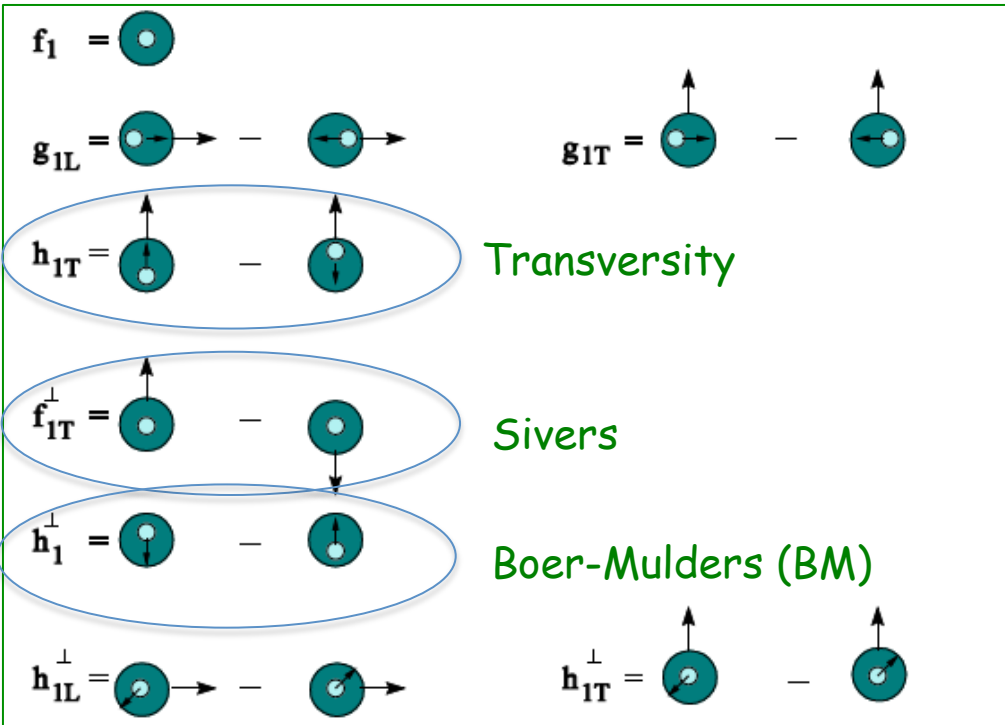 f₁ =
g₁L = – g₁T = –
h₁T = – Transversity
f⊥₁T = – Sivers
h⊥₁ = – Boer-Mulders (BM)
h⊥₁L = – h⊥₁T = –